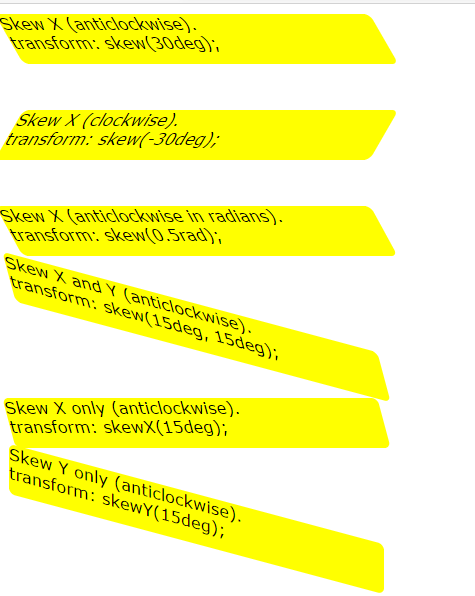 Skew X (anticlockwise).
transform: skew(30deg);
Skew X (clockwise).
transform: skew(-30deg);
Skew X (anticlockwise in radians).
transform: skew(0.5rad);
Skew X and Y (anticlockwise).
transform: skew(15deg, 15deg);
Skew X only (anticlockwise).
transform: skewX(15deg);
Skew Y only (anticlockwise).
transform: skewY(15deg);